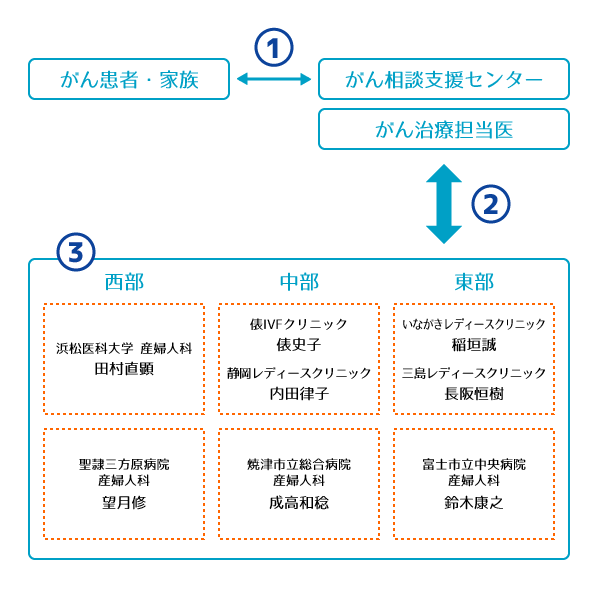 ①
がん患者・家族
がん相談支援センター
がん治療担当医
②
③
西部
浜松医科大学 産婦人科
田村直顕
聖隷三方原病院
産婦人科
望月修
中部
俵IVFクリニック
俵史子
静岡レディースクリニック
内田律子
焼津市立総合病院
産婦人科
成高和稔
東部
いながきレディースクリニック
稲垣誠
三島レディースクリニック
長阪恒樹
富士市立中央病院
産婦人科
鈴木康之